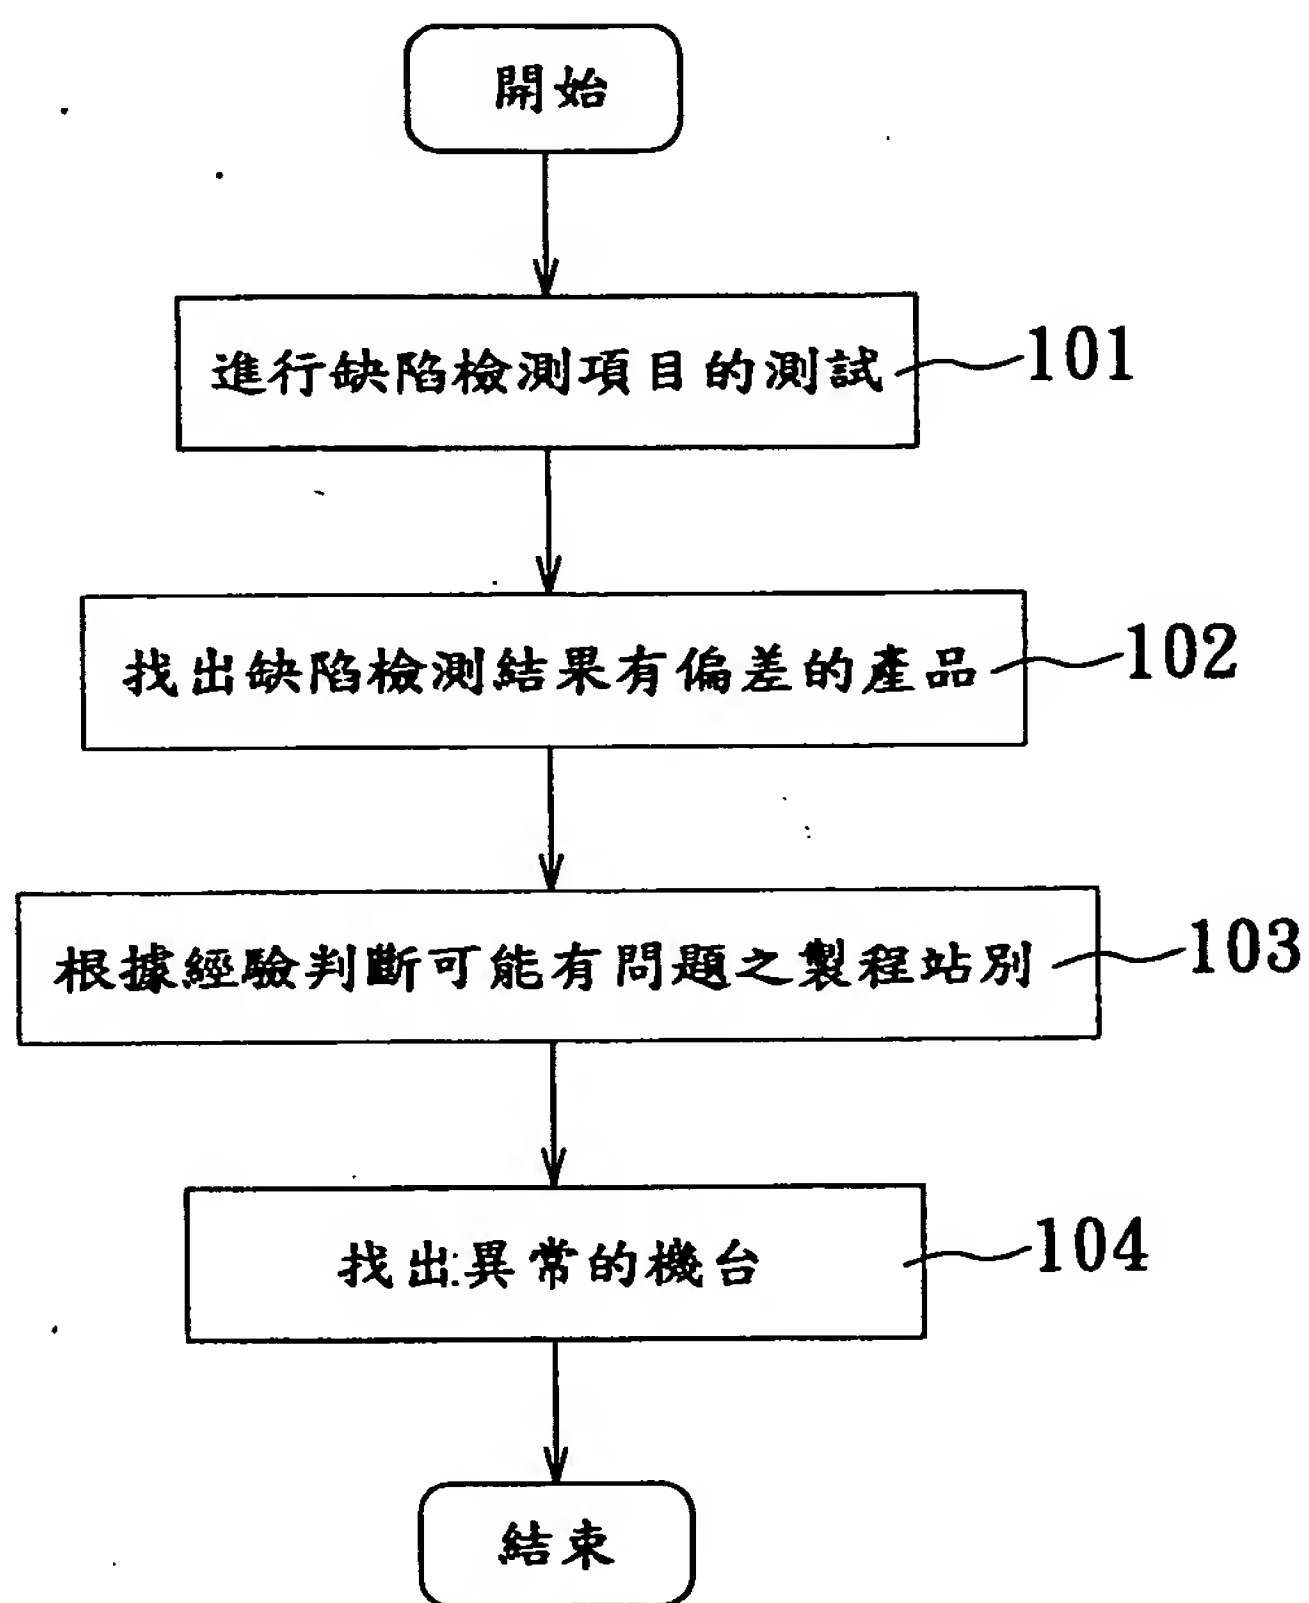 開始
進行缺陷檢測項目的測試
101
找出缺陷檢測結果有偏差的產品
102
根據經驗判斷可能有問題之製程站別
103
找出異常的機台
104
結束